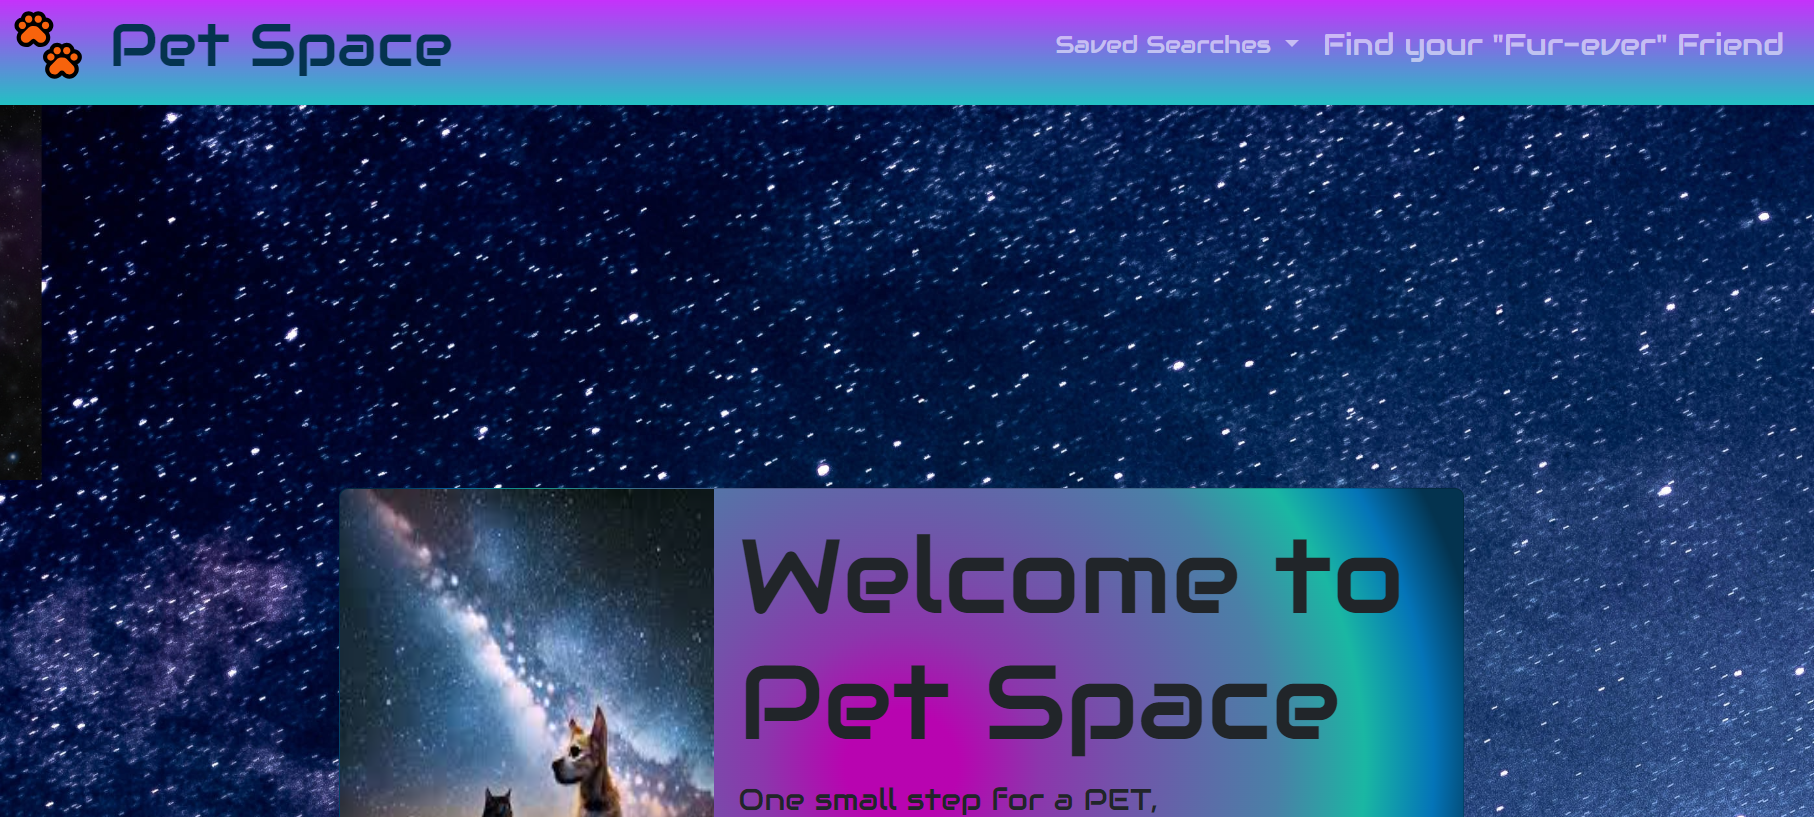 Pet Space
Saved Searches
Find your "Fur-ever" Friend
Welcome to
Pet Space
One small step for a PET,